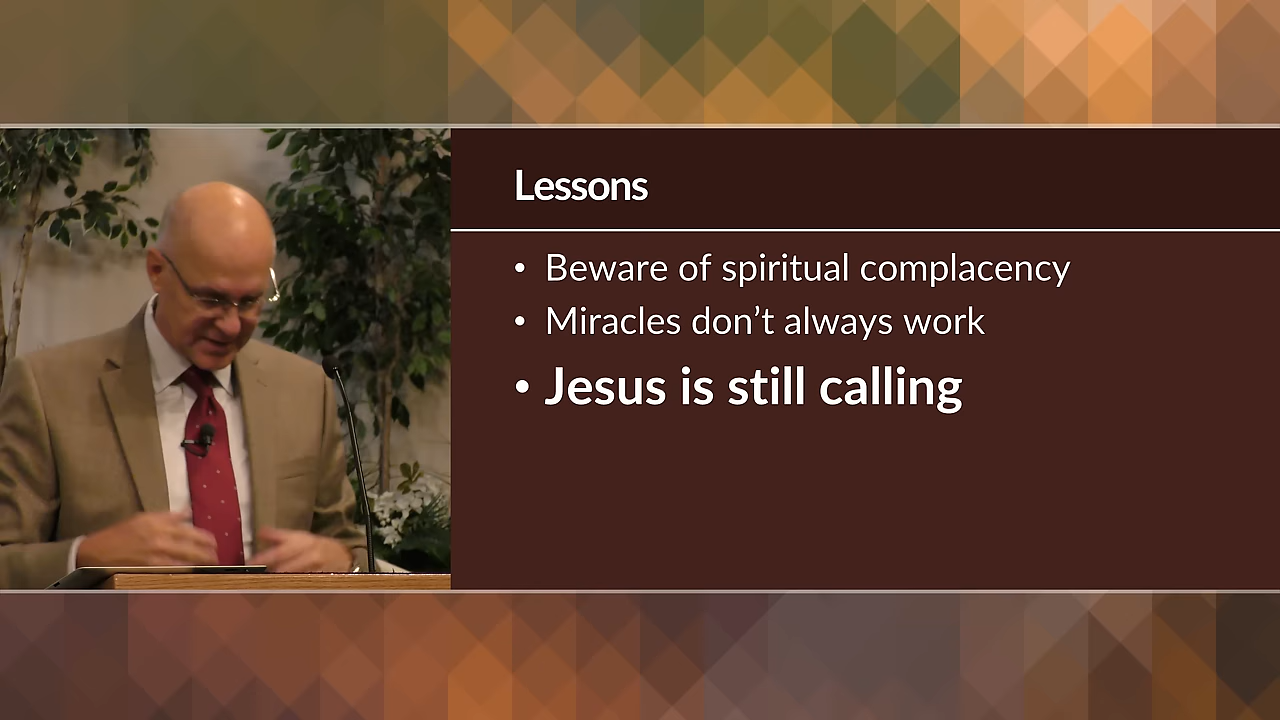 Lessons
• Beware of spiritual complacency
• Miracles don’t always work
• Jesus is still calling